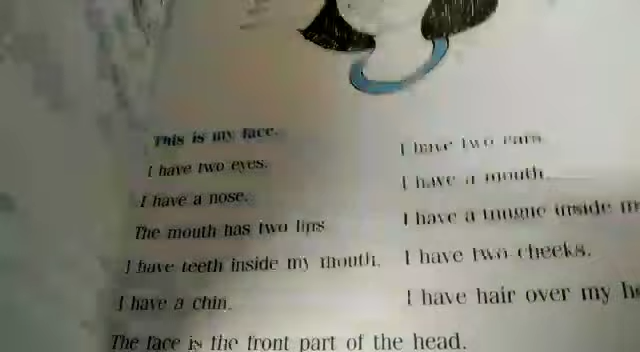 This is my face.
I have two eyes.
I have a nose.
The mouth has two lips
I have teeth inside my mouth.
I have a chin.
I have two ears.
I have a mouth.
I have a tongue inside
I have two cheeks.
I have hair over my
The face is the front part of the head.